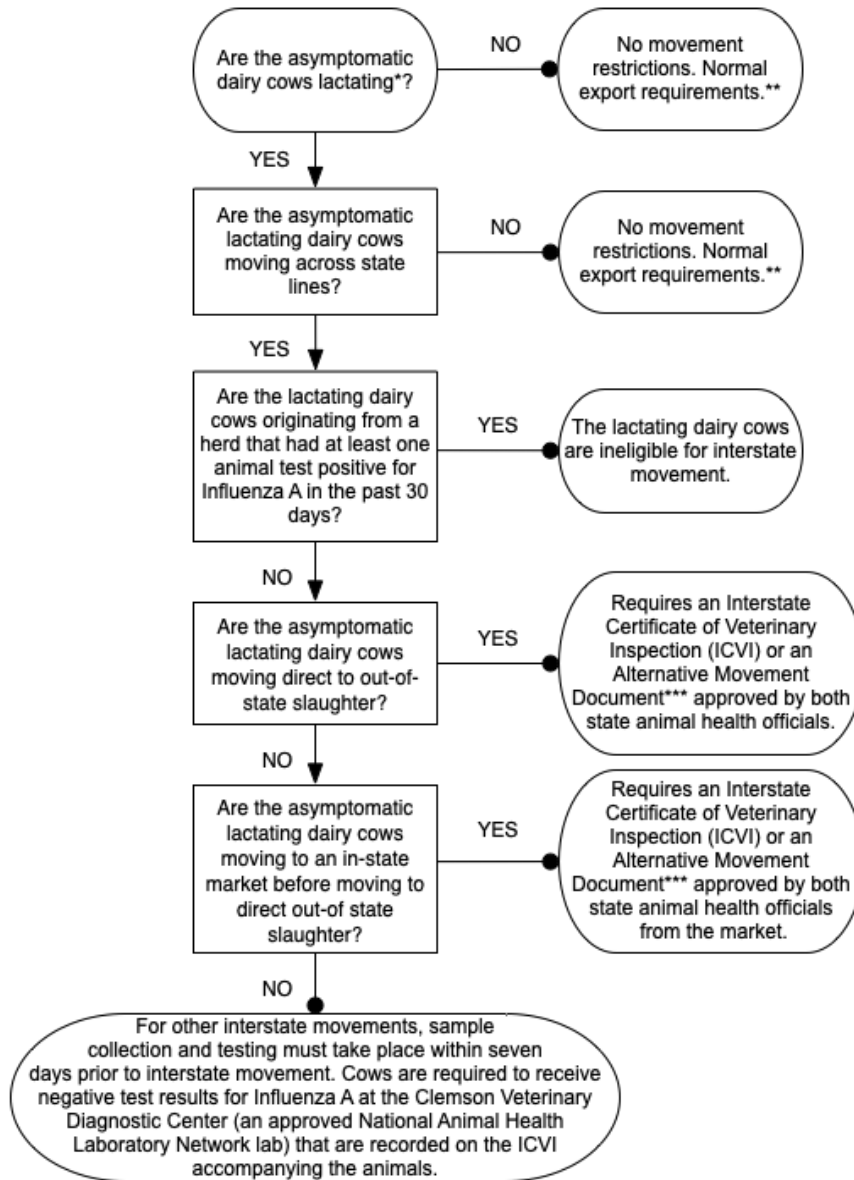 Are the asymptomatic
dairy cows lactating*?
NO
No movement
restrictions. Normal
export requirements.**
YES
Are the asymptomatic
lactating dairy cows
moving across state
lines?
NO
No movement
restrictions. Normal
export requirements.**
YES
Are the lactating dairy
cows originating from a
herd that had at least one
animal test positive for
Influenza A in the past 30
days?
YES
The lactating dairy cows
are ineligible for interstate
movement.
NO
Are the asymptomatic
lactating dairy cows
moving direct to out-of-
state slaughter?
YES
Requires an Interstate
Certificate of Veterinary
Inspection (ICVI) or an
Alternative Movement
Document*** approved by both
state animal health officials.
NO
Are the asymptomatic
lactating dairy cows
moving to an in-state
market before moving to
direct out-of state
slaughter?
YES
Requires an Interstate
Certificate of Veterinary
Inspection (ICVI) or an
Alternative Movement
Document*** approved by both
state animal health officials
from the market.
NO
For other interstate movements, sample
collection and testing must take place within seven
days prior to interstate movement. Cows are required to receive
negative test results for Influenza A at the Clemson Veterinary
Diagnostic Center (an approved National Animal Health
Laboratory Network lab) that are recorded on the ICVI
accompanying the animals.